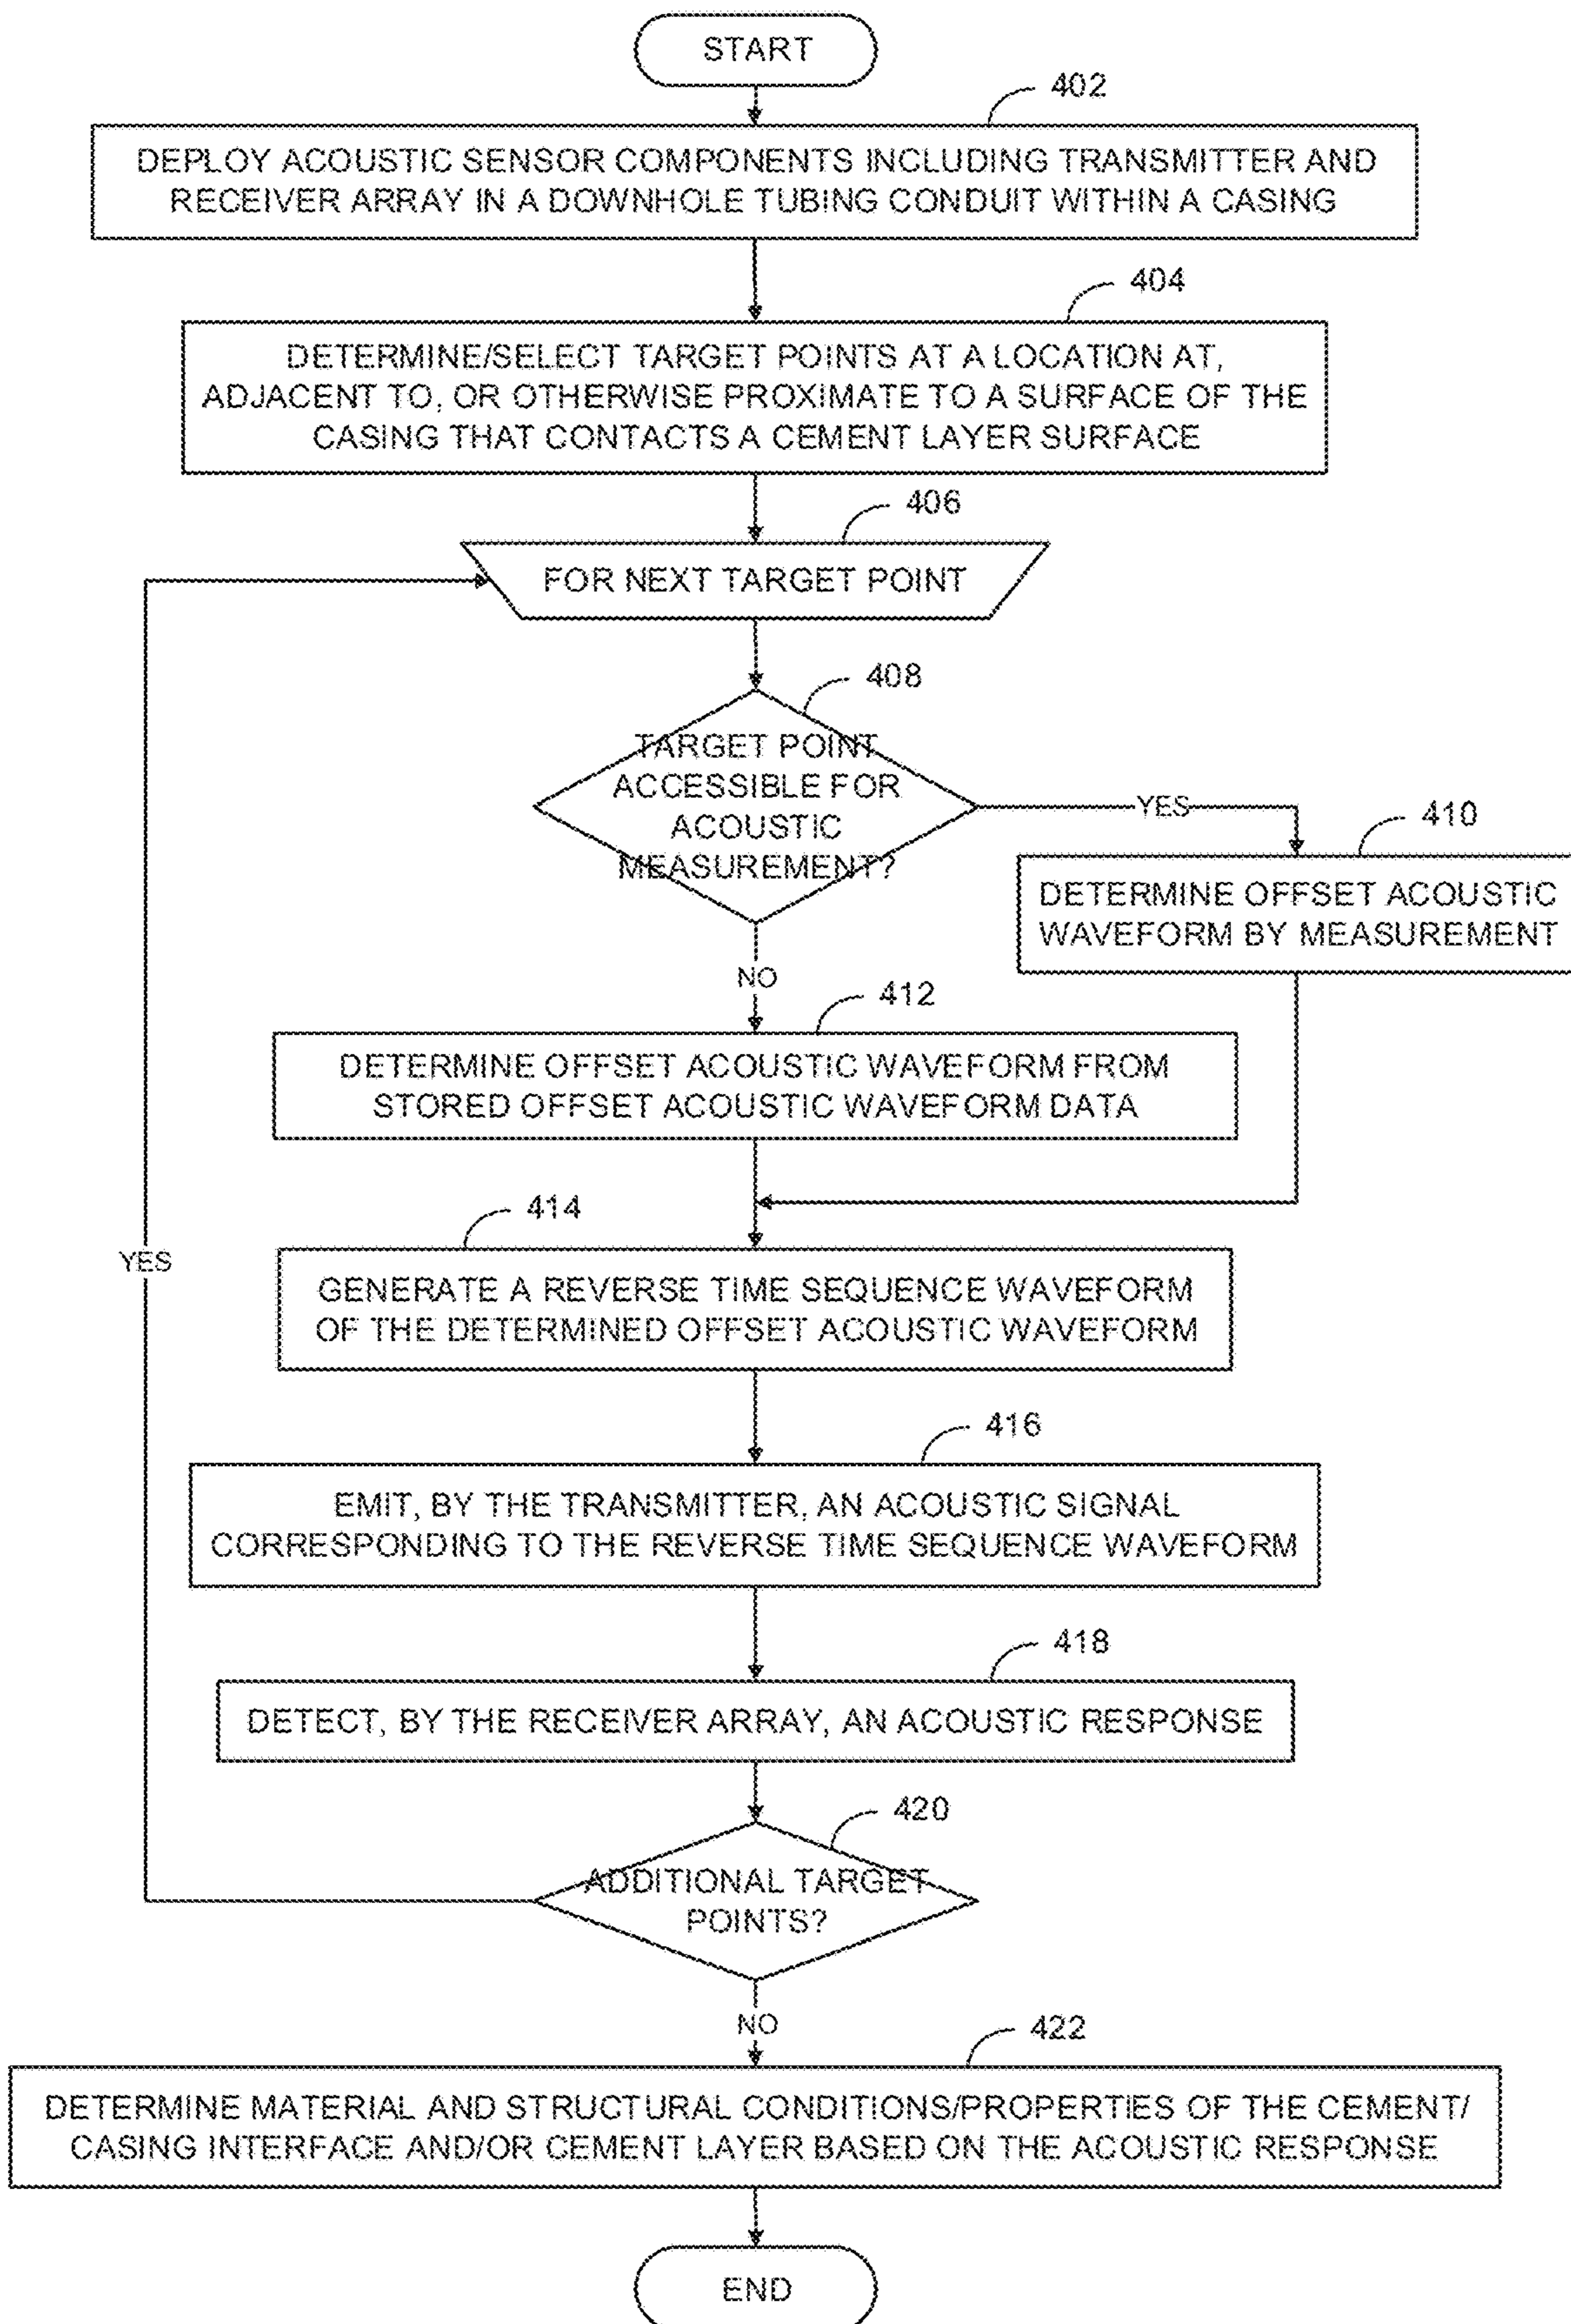 START
402
DEPLOY ACOUSTIC SENSOR COMPONENTS INCLUDING TRANSMITTER AND
RECEIVER ARRAY IN A DOWNHOLE TUBING CONDUIT WITHIN A CASING
404
DETERMINE/SELECT TARGET POINTS AT A LOCATION AT,
ADJACENT TO, OR OTHERWISE PROXIMATE TO A SURFACE OF THE
CASING THAT CONTACTS A CEMENT LAYER SURFACE
406
FOR NEXT TARGET POINT
408
TARGET POINT
ACCESSIBLE FOR
ACOUSTIC
MEASUREMENT?
YES
410
DETERMINE OFFSET ACOUSTIC
WAVEFORM BY MEASUREMENT
NO
412
DETERMINE OFFSET ACOUSTIC WAVEFORM FROM
STORED OFFSET ACOUSTIC WAVEFORM DATA
414
GENERATE A REVERSE TIME SEQUENCE WAVEFORM
OF THE DETERMINED OFFSET ACOUSTIC WAVEFORM
YES
416
EMIT, BY THE TRANSMITTER, AN ACOUSTIC SIGNAL
CORRESPONDING TO THE REVERSE TIME SEQUENCE WAVEFORM
418
DETECT, BY THE RECEIVER ARRAY, AN ACOUSTIC RESPONSE
420
ADDITIONAL TARGET
POINTS?
NO
422
DETERMINE MATERIAL AND STRUCTURAL CONDITIONS/PROPERTIES OF THE CEMENT/
CASING INTERFACE AND/OR CEMENT LAYER BASED ON THE ACOUSTIC RESPONSE
END